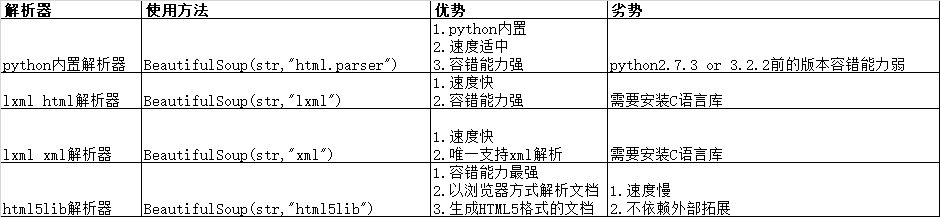 解析器 使用方法 优势 劣势
1.python内置
2.速度适中
python内置解析器 BeautifulSoup(str,"html.parser") 3.容错能力强 python2.7.3 or 3.2.2前的版本容错能力弱
1.速度快
lxml html解析器 BeautifulSoup(str,"lxml") 2.容错能力强 需要安装C语言库
1.速度快
lxml xml解析器 BeautifulSoup(str,"xml") 2.唯一支持xml解析 需要安装C语言库
1.容错能力最强
2.以浏览器方式解析文档 1.速度慢
html5lib解析器 BeautifulSoup(str,"html5lib") 3.生成HTML5格式的文档 2.不依赖外部拓展